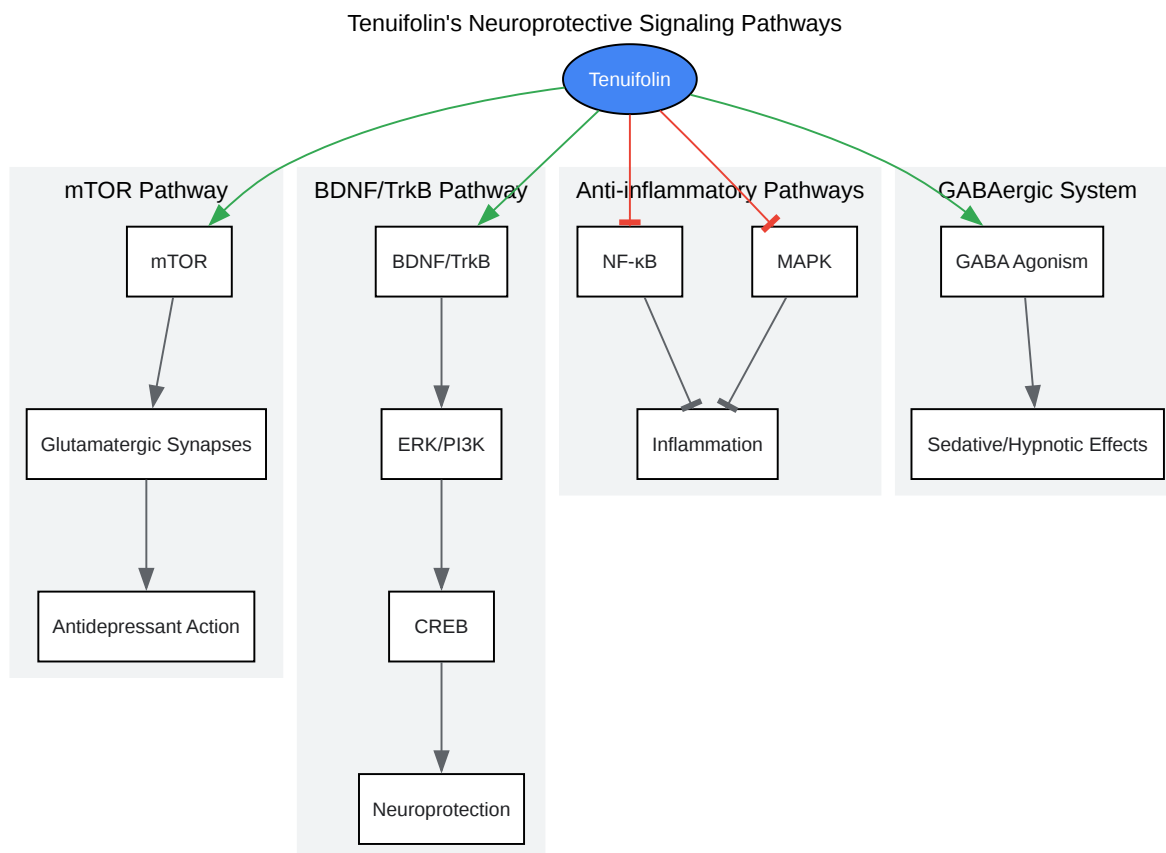 Tenuifolin's Neuroprotective Signaling Pathways
Tenuifolin
mTOR Pathway
mTOR
Glutamatergic Synapses
Antidepressant Action
BDNF/TrkB Pathway
BDNF/TrkB
ERK/PI3K
CREB
Neuroprotection
Anti-inflammatory Pathways
NF-κB
MAPK
Inflammation
GABAergic System
GABA Agonism
Sedative/Hypnotic Effects